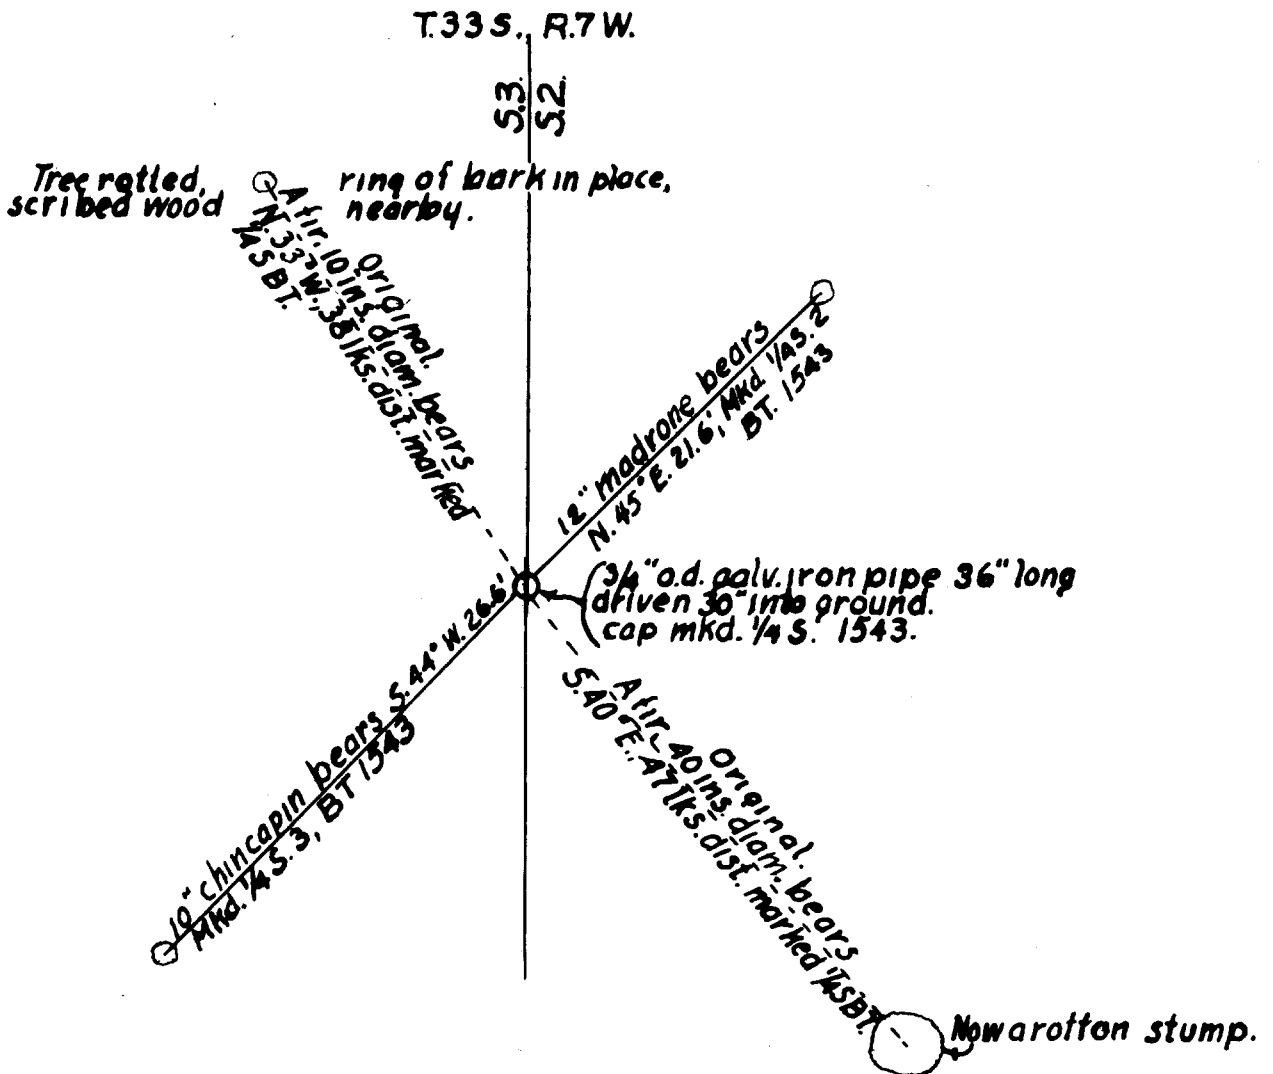 T.33S., R.7W.
S.3.
S.2.
Tree rotted, ring of bark in place,
scribed wood nearby.
Original.
A fir, 10 ins. diam. bears
N. 33° W., 38 lks. dist. marked
1/4 S BT.
12" madrone bears
N. 45° E. 21.6', Mkd. 1/4 S. 2
BT. 1543
3/4" o.d. galv. iron pipe 36" long
driven 30" into ground.
cap mkd. 1/4 S. 1543.
10" chincapin bears S. 44° W. 26.6'
Mkd. 1/4 S. 3, BT 1543
Original.
A fir, 40 ins. diam. bears
S. 40° E., 47 lks. dist. marked 1/4 S BT.
Now a rotton stump.